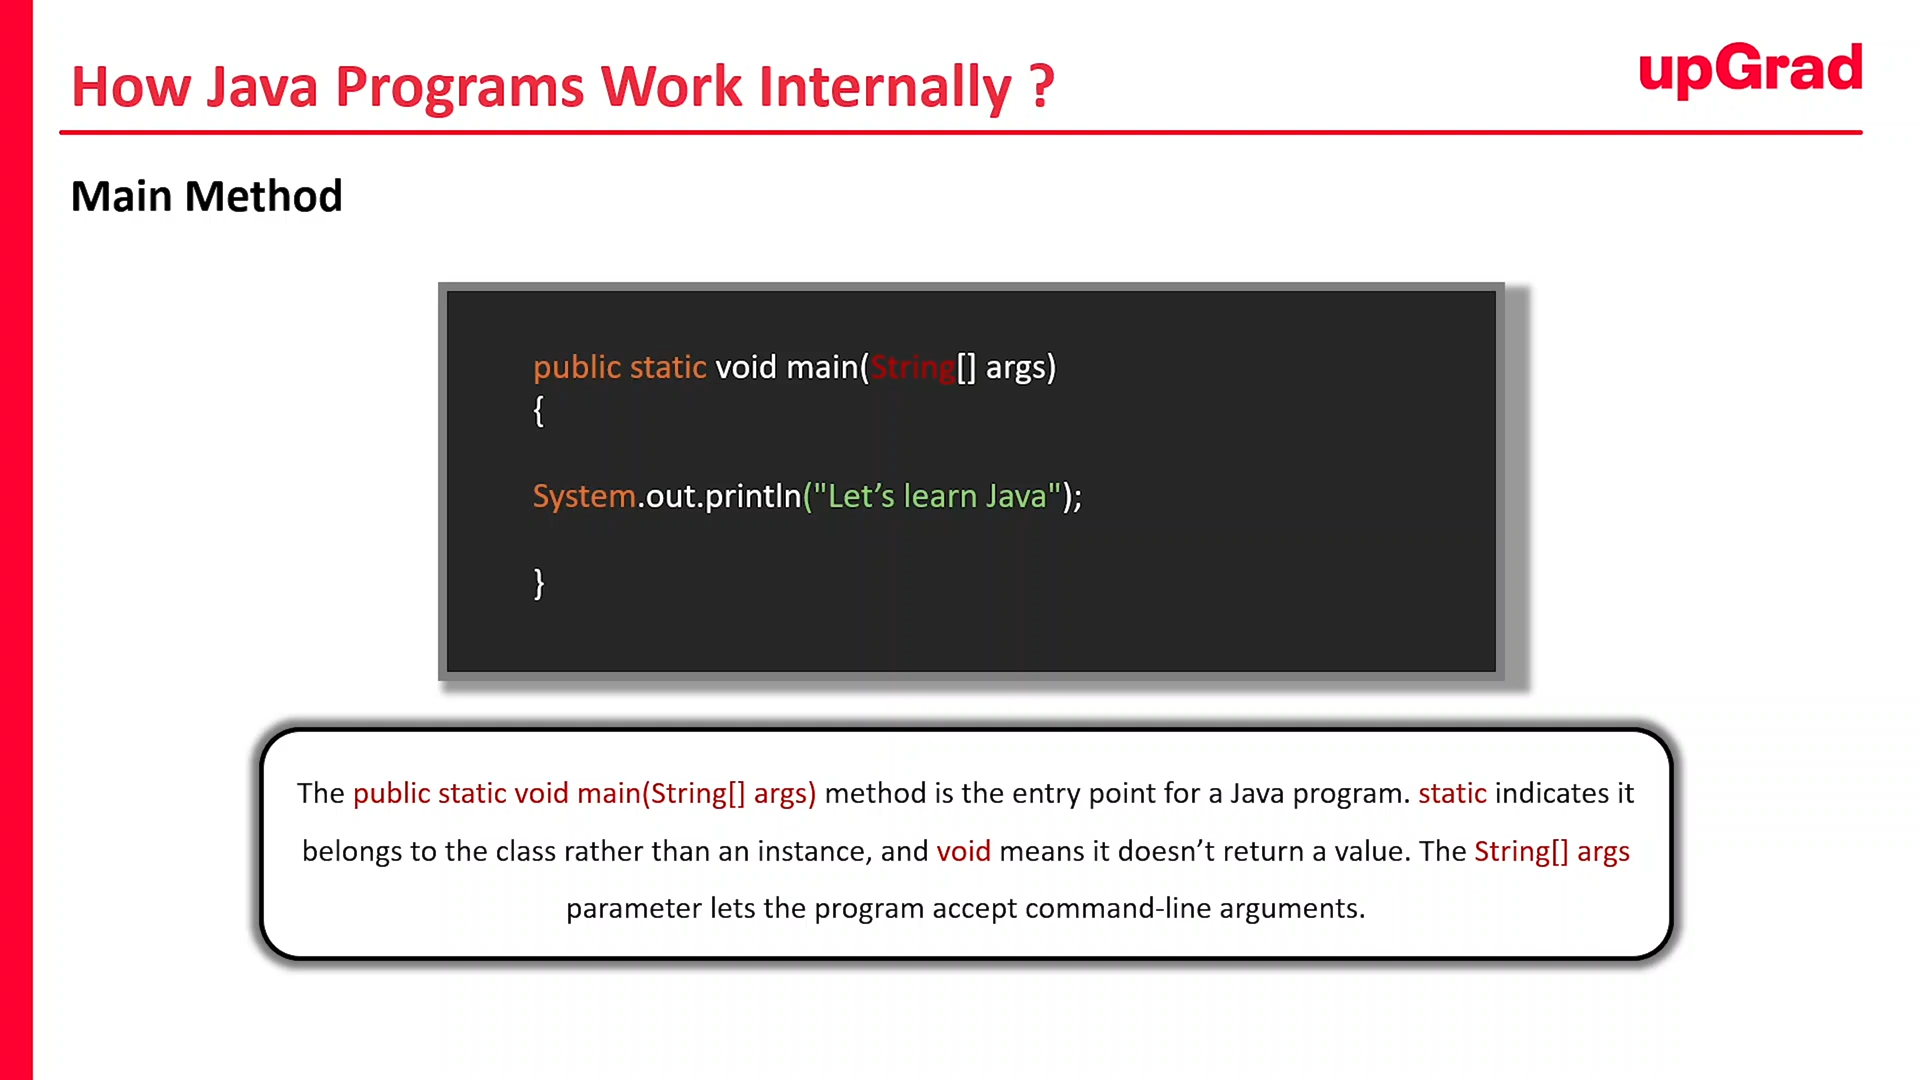 How Java Programs Work Internally ?
upGrad
Main Method
public static void main(String[] args)
{
System.out.println("Let’s learn Java");
}
The public static void main(String[] args) method is the entry point for a Java program. static indicates it
belongs to the class rather than an instance, and void means it doesn’t return a value. The String[] args
parameter lets the program accept command-line arguments.